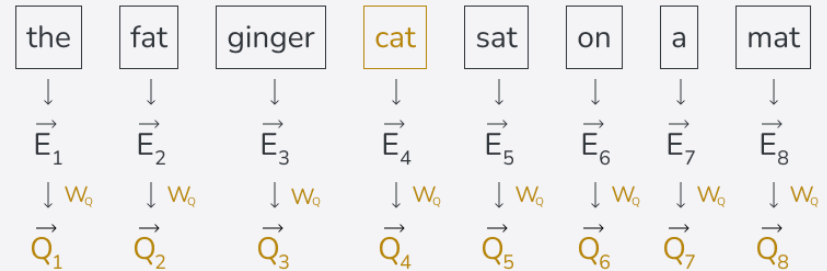 the fat ginger cat sat on a mat
E1 E2 E3 E4 E5 E6 E7 E8
WQ WQ WQ WQ WQ WQ WQ WQ
Q1 Q2 Q3 Q4 Q5 Q6 Q7 Q8